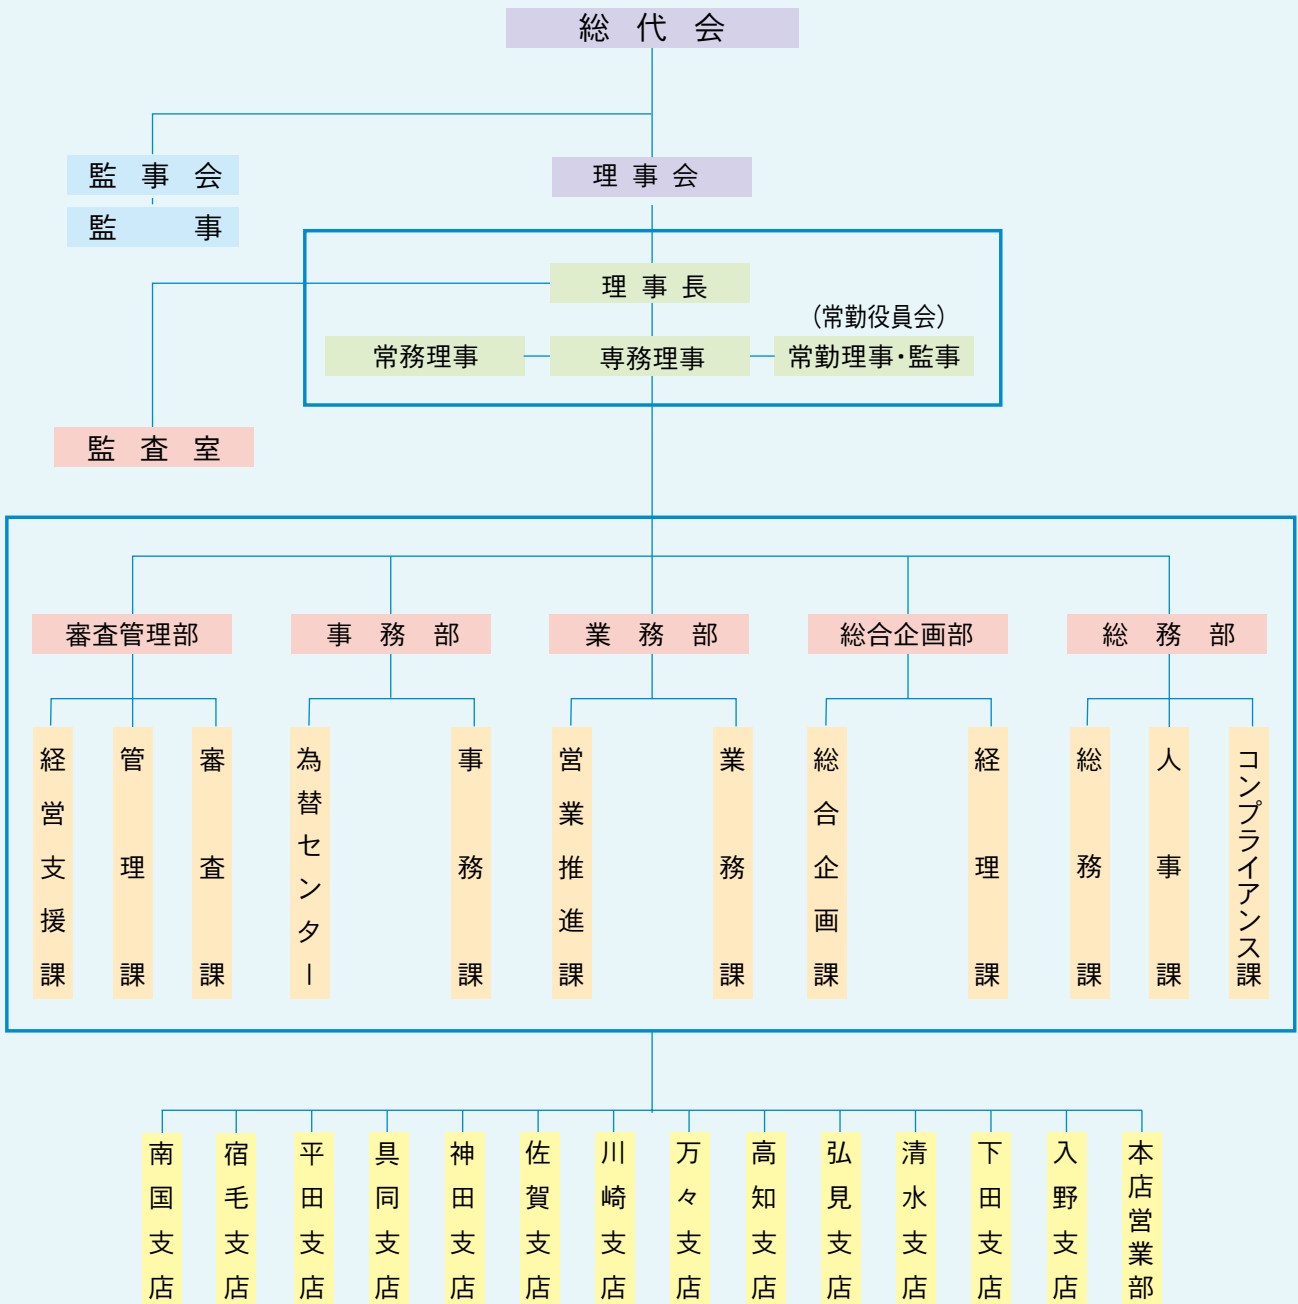 総代会
監事会
理事会
監事
理事長
(常勤役員会)
常務理事
専務理事
常勤理事・監事
監査室
審査管理部
事務部
業務部
総合企画部
総務部
経営支援課
管理課
審査課
為替センター
事務課
営業推進課
業務課
総合企画課
経理課
総務課
人事課
コンプライアンス課
南国支店
宿毛支店
平田支店
具同支店
神田支店
佐賀支店
川崎支店
万々支店
高知支店
弘見支店
清水支店
下田支店
入野支店
本店営業部